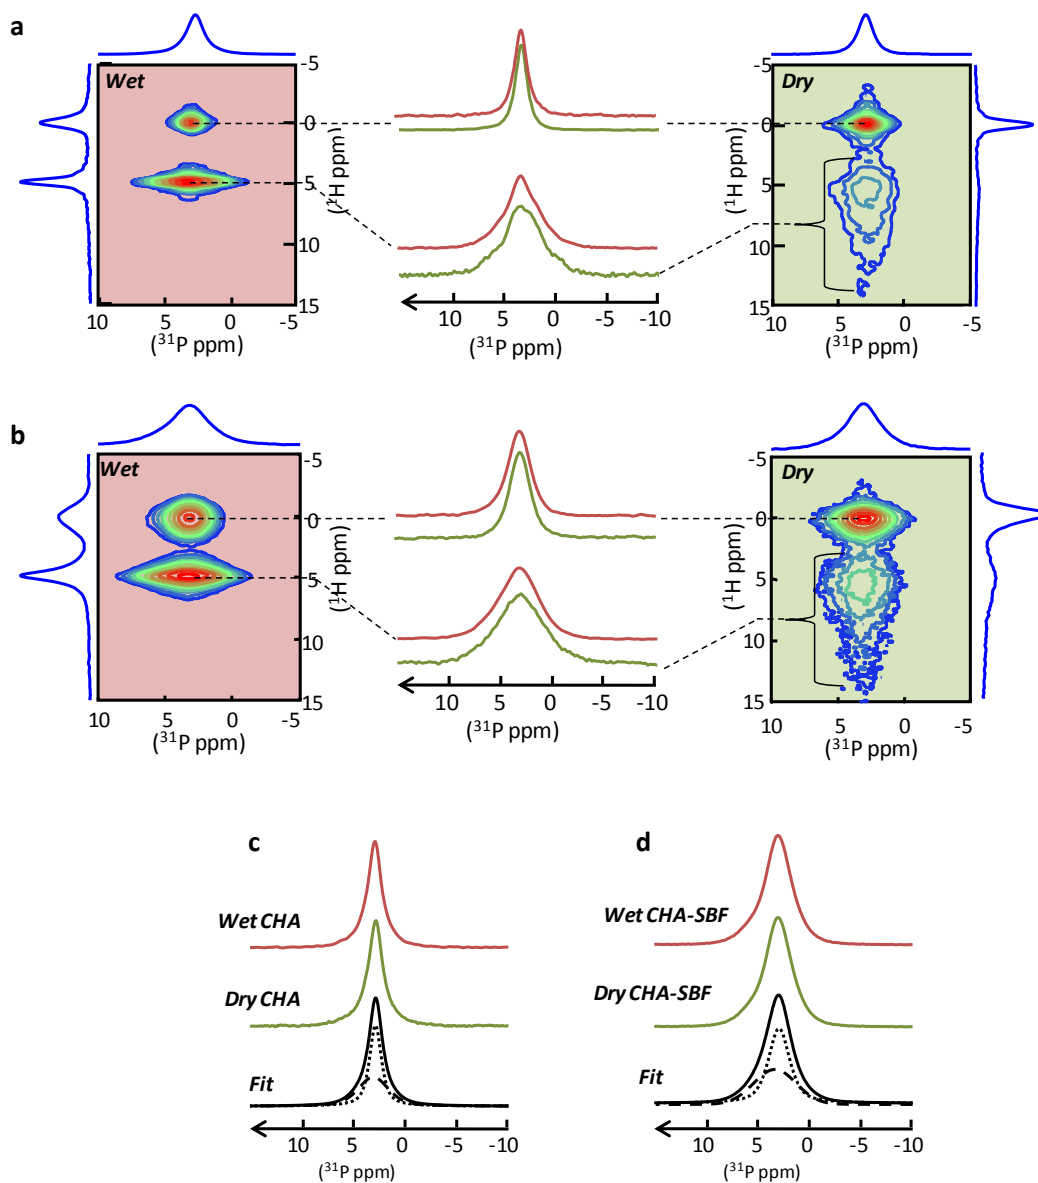 a
Wet
-5
0
5
10
15
(¹H ppm)
10 5 0 -5
(³¹P ppm)
10 5 0 -5 -10
(³¹P ppm)
Dry
-5
0
5
10
15
(¹H ppm)
10 5 0 -5
(³¹P ppm)
b
Wet
-5
0
5
10
15
(¹H ppm)
10 5 0 -5
(³¹P ppm)
10 5 0 -5 -10
(³¹P ppm)
Dry
-5
0
5
10
15
(¹H ppm)
10 5 0 -5
(³¹P ppm)
c
Wet CHA
Dry CHA
Fit
10 5 0 -5 -10
(³¹P ppm)
d
Wet CHA-SBF
Dry CHA-SBF
Fit
10 5 0 -5 -10
(³¹P ppm)